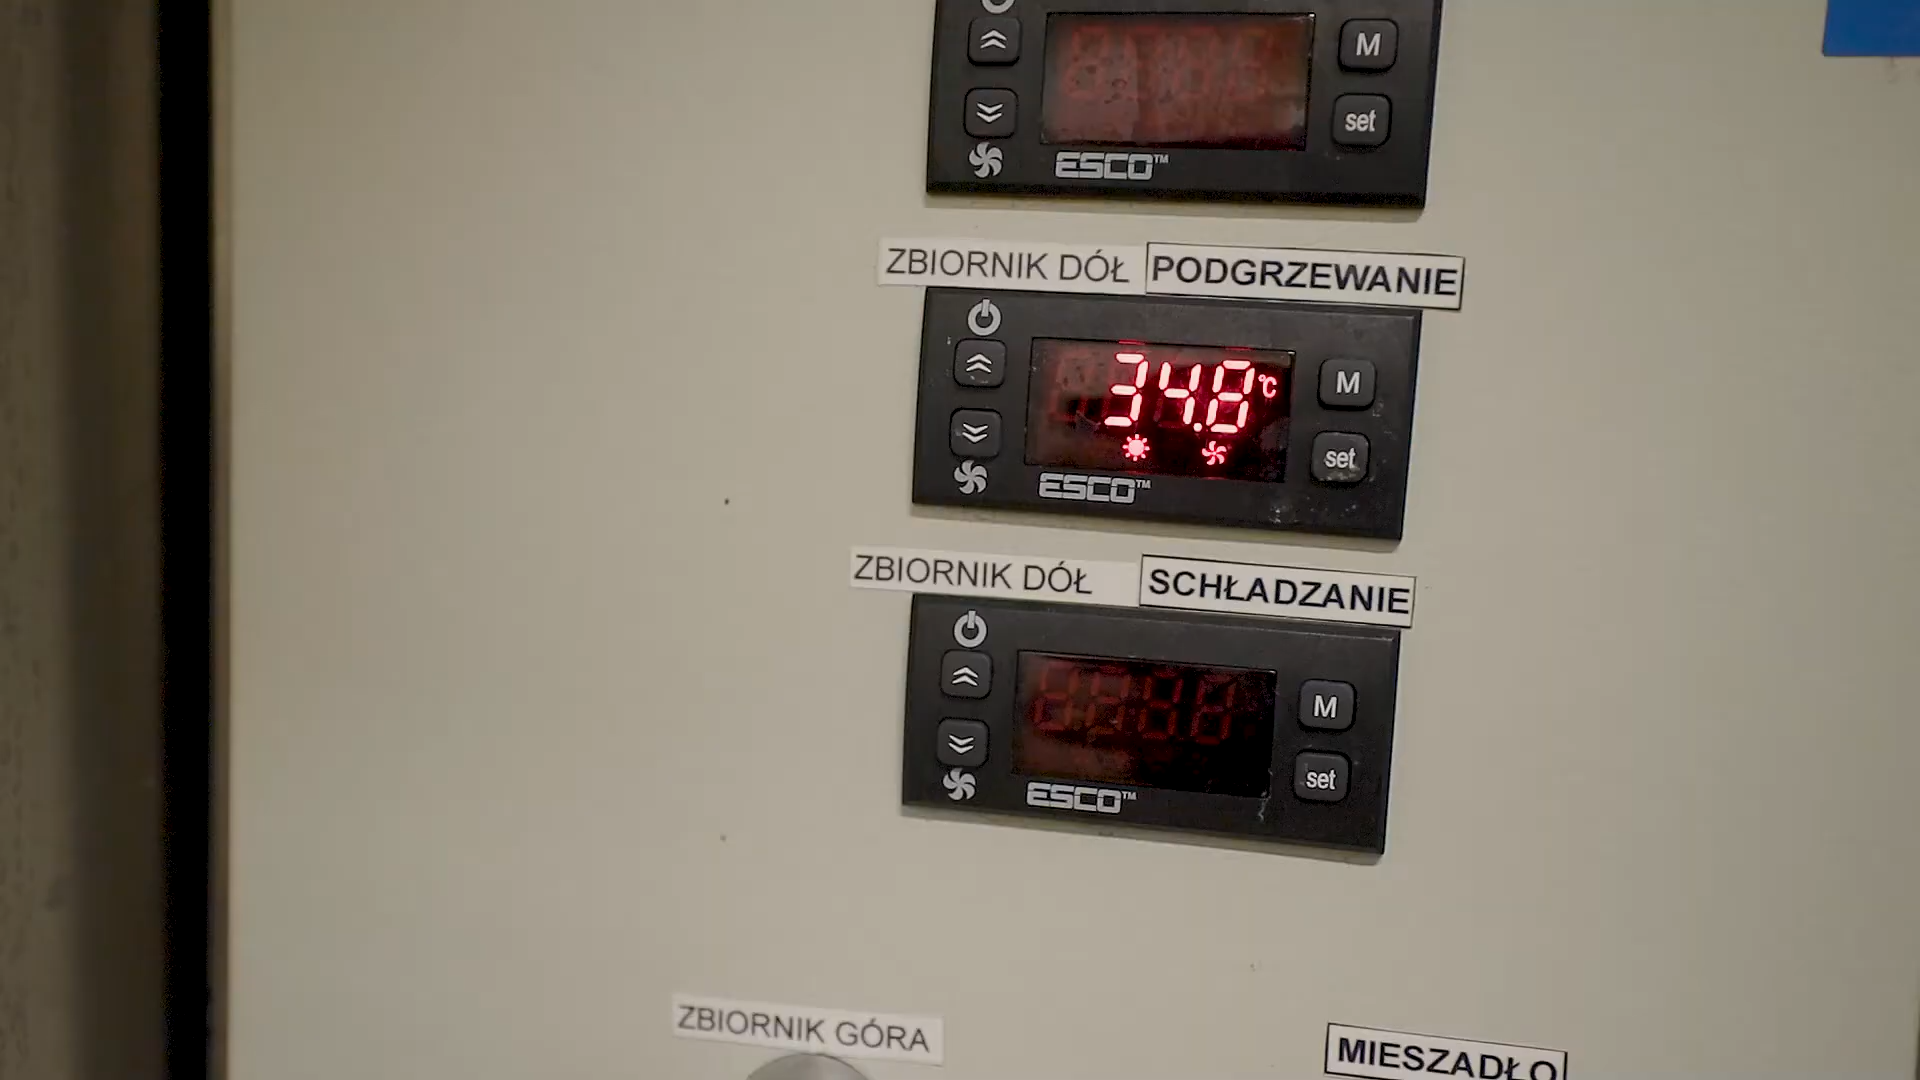 M
set
ESCO™
ZBIORNIK DÓŁ PODGRZEWANIE
34.8 °C
M
set
ESCO™
ZBIORNIK DÓŁ SCHŁADZANIE
M
set
ESCO™
ZBIORNIK GÓRA
MIESZADŁO